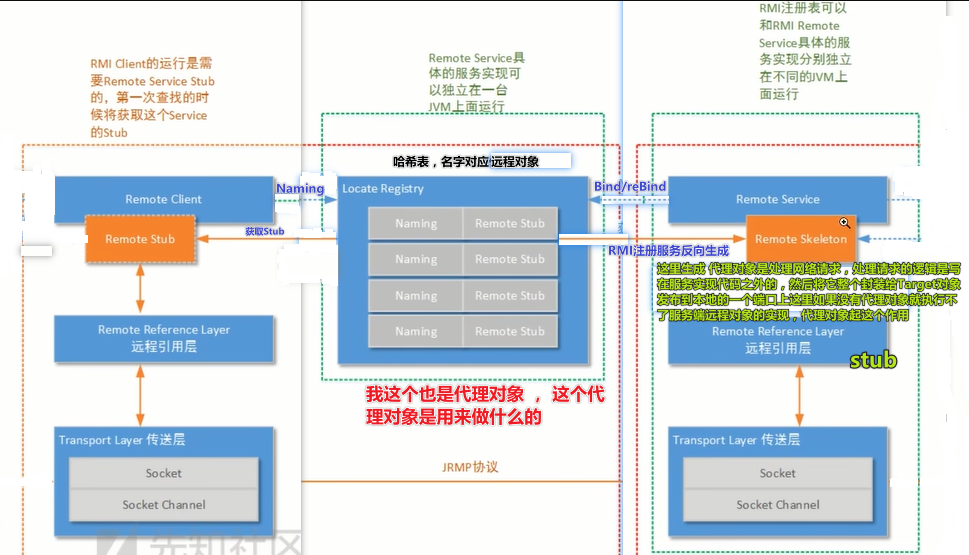 RMI Client的运行是需
要Remote Service Stub
的，第一次查找的时
候将获取这个Service
的Stub
Remote Service具
体的服务实现可
以独立在一台
JVM上面运行
RMI注册表可以
和RMI Remote
Service具体的服
务实现分别独立
在不同的JVM上
面运行
哈希表，名字对应远程对象
Remote Client
Naming
Locate Registry
Bind/reBind
Remote Service
Remote Stub
获取Stub
Naming Remote Stub
Naming Remote Stub
Naming Remote Stub
Naming Remote Stub
RMI注册服务反向生成
Remote Skeleton
这里生成 代理对象是处理网络请求，处理请求的逻辑是写
在服务实现代码之外的，然后将它整个封装给Target对象
发布到本地的一个端口上这里如果没有代理对象就执行不
了服务端远程对象的实现，代理对象起这个作用
Remote Reference Layer
远程引用层
Remote Reference Layer
远程引用层
stub
我这个也是代理对象 ， 这个代
理对象是用来做什么的
Transport Layer 传送层
Socket
Socket Channel
JRMP协议
Transport Layer 传送层
Socket
Socket Channel
先知社区